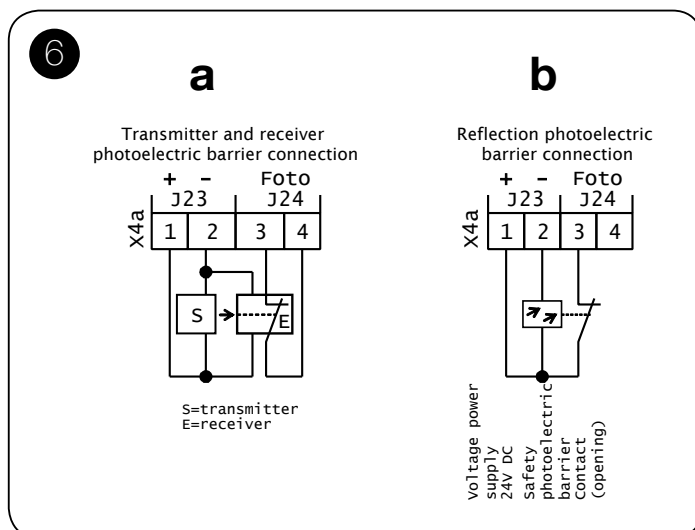 6
a
Transmitter and receiver
photoelectric barrier connection
+ - Foto
J23 J24
X4a 1 2 3 4
S E
S=transmitter
E=receiver
b
Reflection photoelectric
barrier connection
+ - Foto
J23 J24
X4a 1 2 3 4
Voltage power
supply
24V DC
Safety
photoelectric
barrier
Contact
(opening)